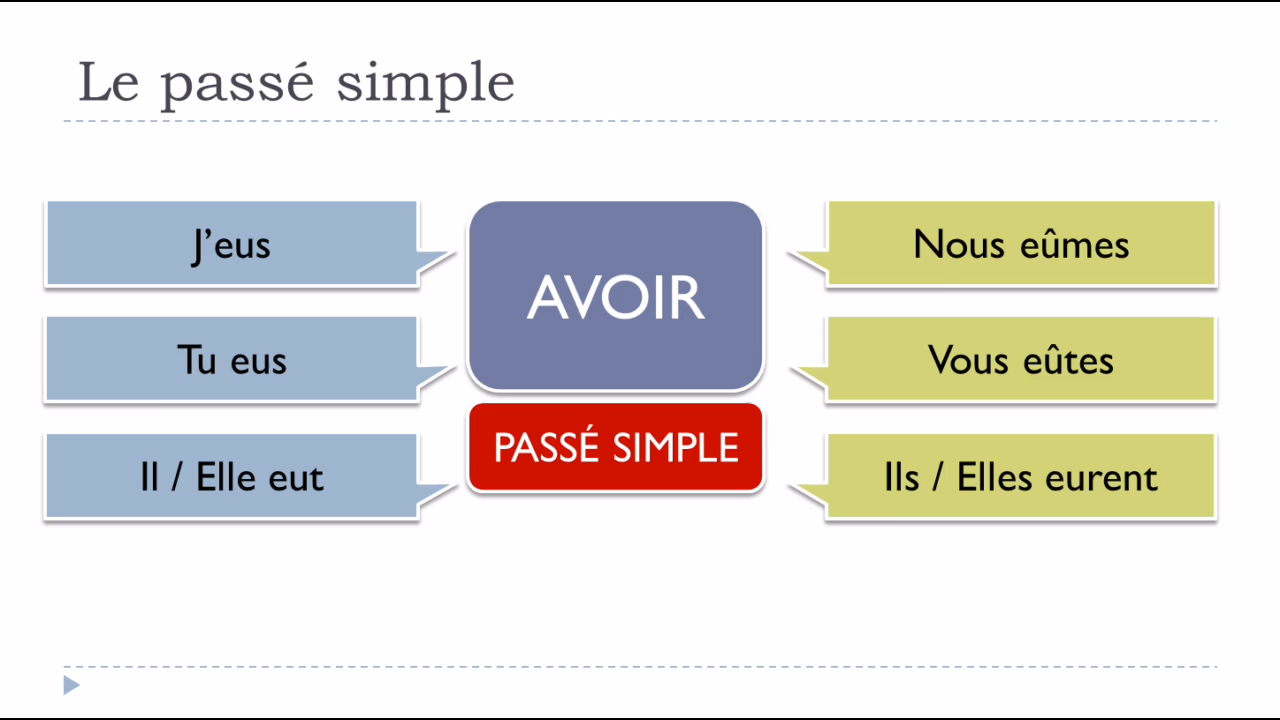 Le passé simple
J’eus
Tu eus
Il / Elle eut
AVOIR
PASSÉ SIMPLE
Nous eûmes
Vous eûtes
Ils / Elles eurent